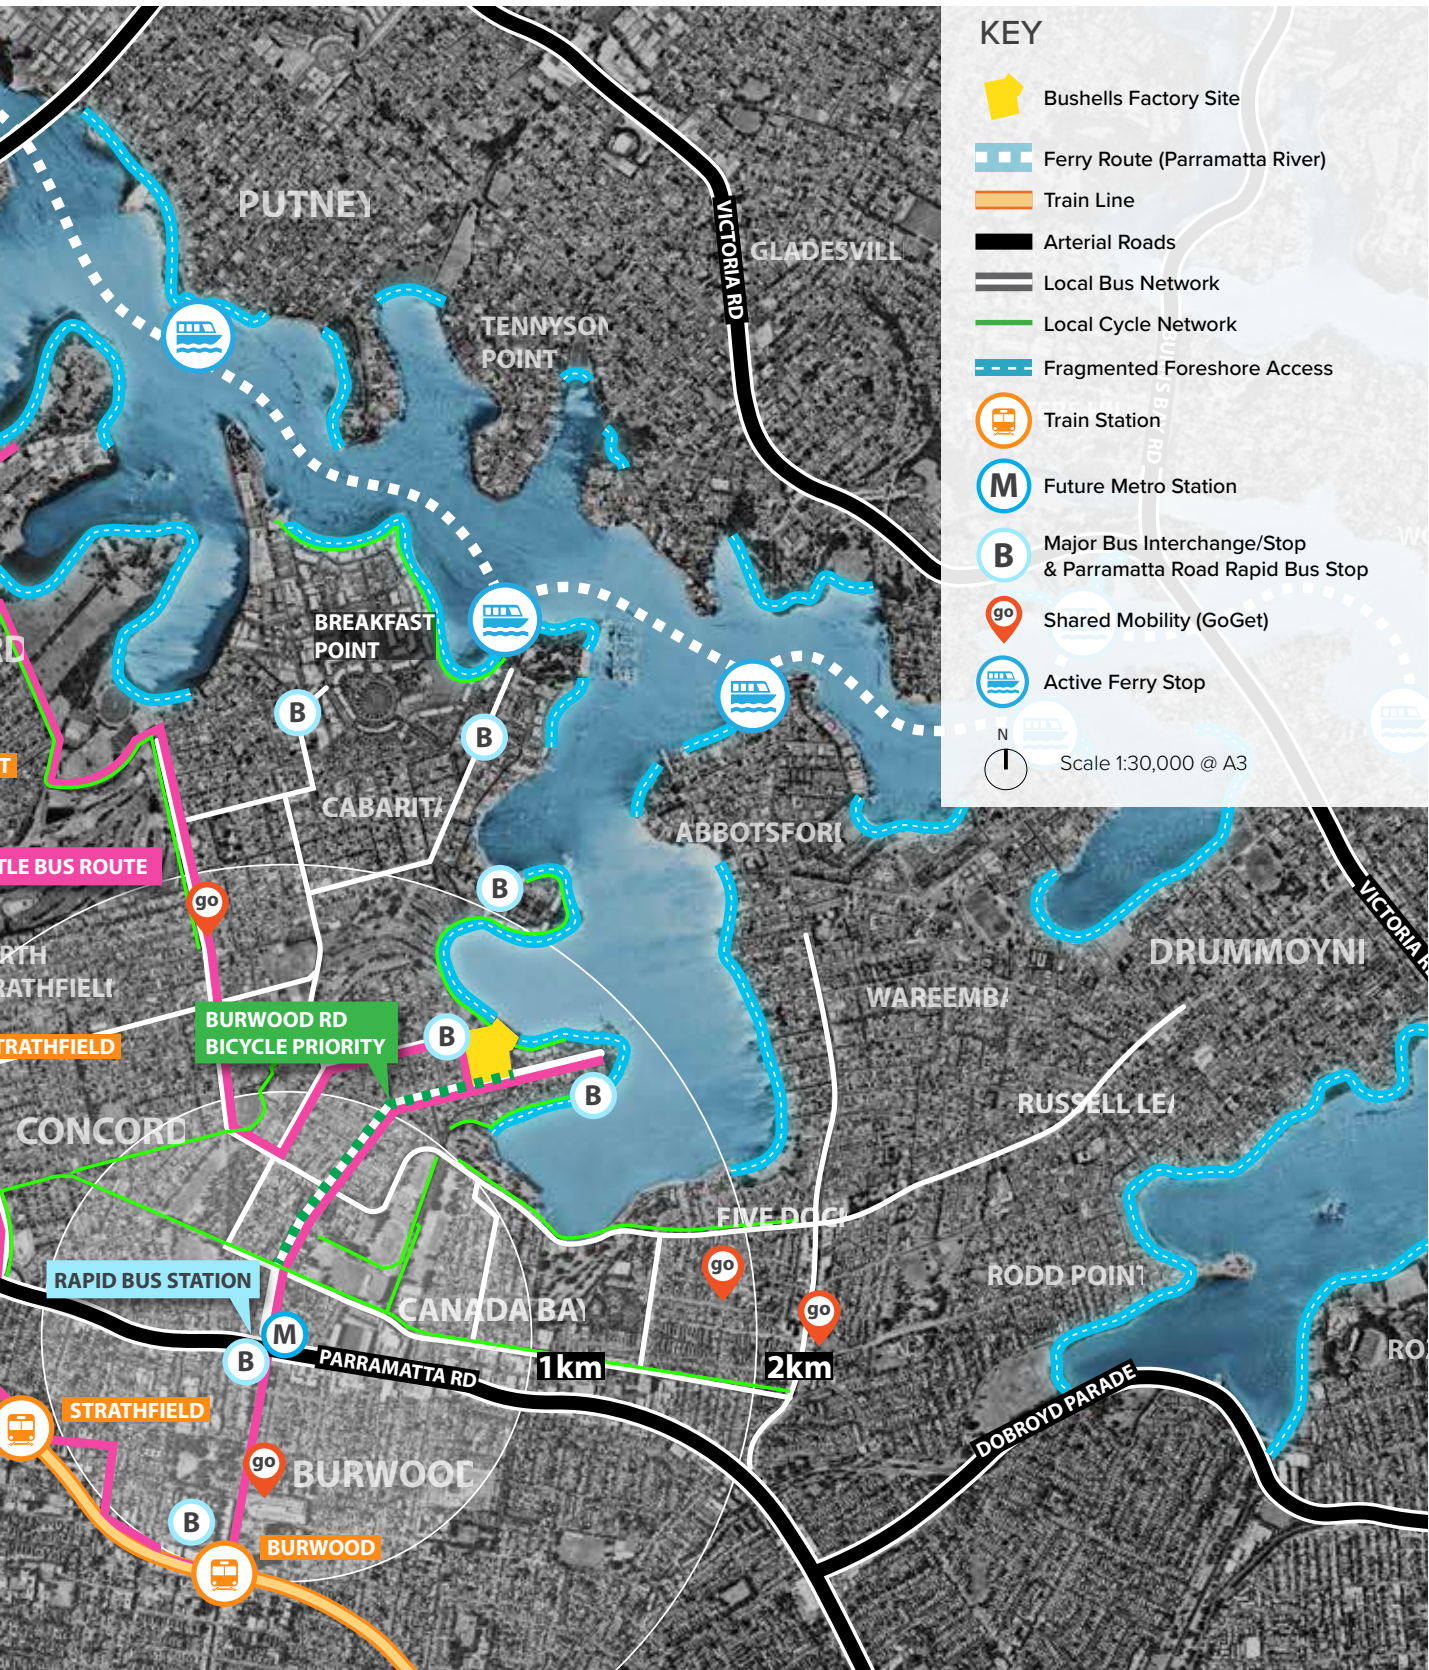 KEY
Bushells Factory Site
Ferry Route (Parramatta River)
Train Line
Arterial Roads
Local Bus Network
Local Cycle Network
Fragmented Foreshore Access
Train Station
M
Future Metro Station
B
Major Bus Interchange/Stop
& Parramatta Road Rapid Bus Stop
go
Shared Mobility (GoGet)
Active Ferry Stop
N
Scale 1:30,000 @ A3
PUTNEY
VICTORIA RD
GLADESVILL
TENNYSON
POINT
BREAKFAST
POINT
RD
B
B
T
CABARITA
ABBOTSFORD
TLE BUS ROUTE
B
go
VICTORIA RD
DRUMMOYNE
RTH
RATHFIELD
WAREEMBA
BURWOOD RD
BICYCLE PRIORITY
B
TRATHFIELD
B
RUSSELL LEA
CONCORD
FIVE DOCK
go
RAPID BUS STATION
RODD POINT
CANADA BAY
go
M
B
PARRAMATTA RD
1km
2km
RO
DOBROYD PARADE
STRATHFIELD
go
BURWOOD
B
BURWOOD